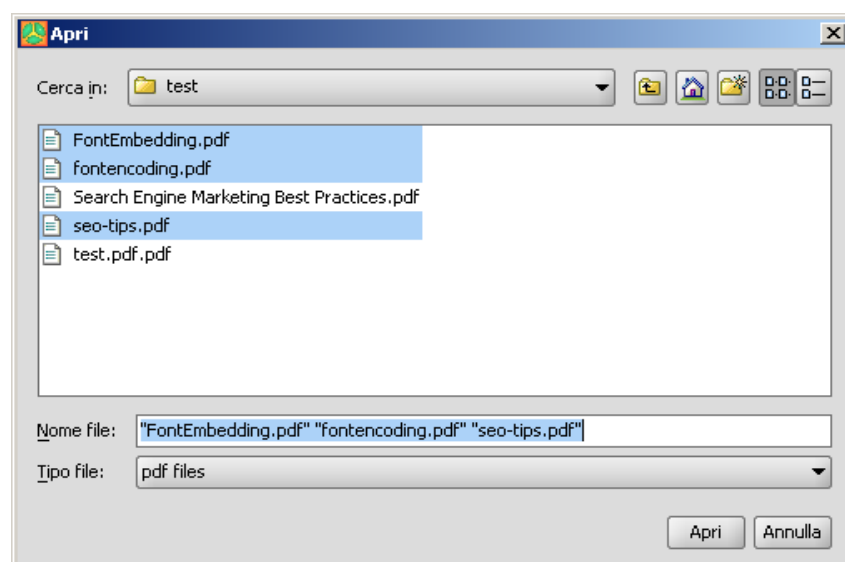 Apri
Cerca in: test
FontEmbedding.pdf
fontencoding.pdf
Search Engine Marketing Best Practices.pdf
seo-tips.pdf
test.pdf.pdf
Nome file: "FontEmbedding.pdf" "fontencoding.pdf" "seo-tips.pdf"
Tipo file: pdf files
Apri Annulla